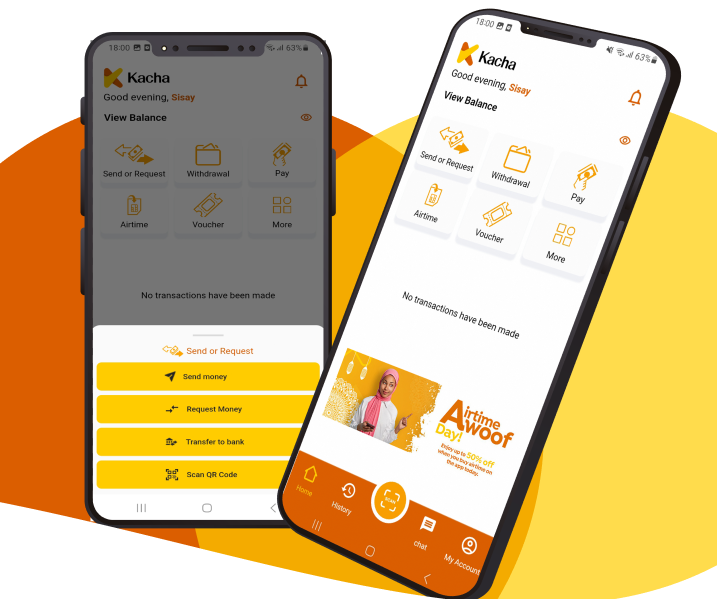 18:00
63%
Kacha
Good evening, Sisay
View Balance
Send or Request
Withdrawal
Pay
Airtime
Voucher
More
No transactions have been made
Send or Request
Send money
Request Money
Transfer to bank
Scan QR Code
18:00
63%
Kacha
Good evening, Sisay
View Balance
Send or Request
Withdrawal
Pay
Airtime
Voucher
More
No transactions have been made
Airtime
Awoof
Day!
Enjoy up to 50% off
when you buy airtime on
the app today.
Home
History
SCAN
chat
My Account